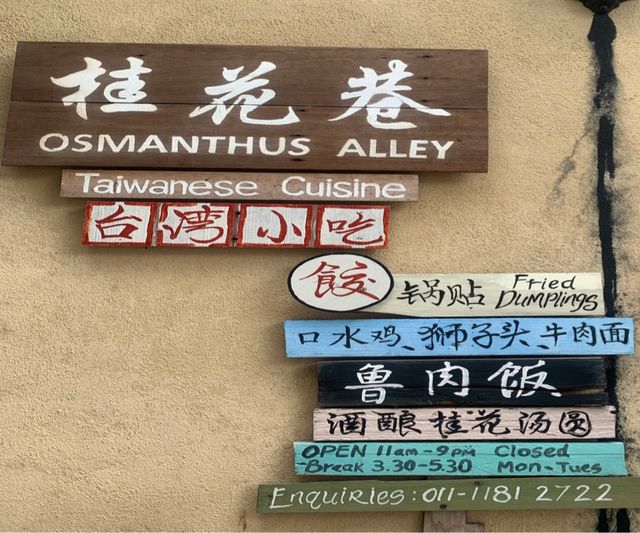 桂花巷
OSMANTHUS ALLEY
Taiwanese Cuisine
台湾小吃
餃
锅贴 Fried Dumplings
口水鸡、狮子头、牛肉面
鲁肉饭
酒酿桂花汤圆
OPEN 11am-9pm Closed
Break 3.30-5.30 Mon-Tues
Enquiries: 011-1181 2722